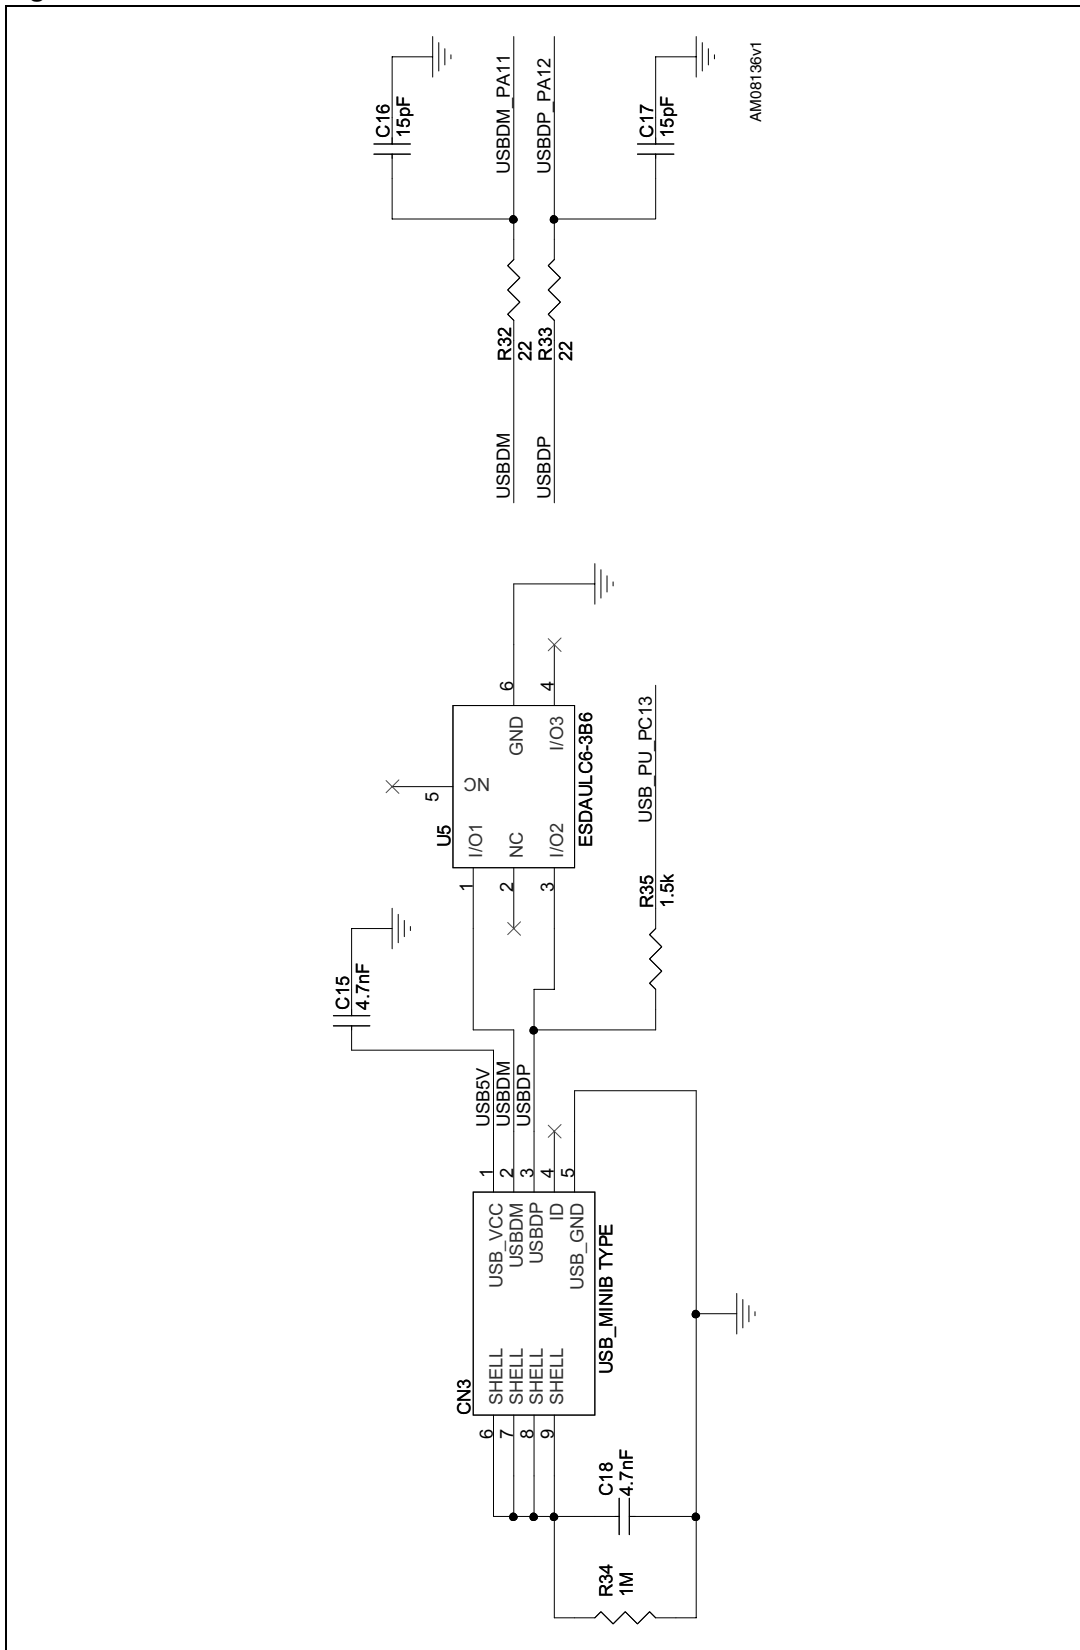 C16
15pF
USBDM_PA11
USBDP_PA12
C17
15pF
AM08136v1
R32
22
R33
22
USBDM
USBDP
6
4
GND
I/O3
5
NC
U5
I/O1
NC
I/O2
ESDAULC6-3B6
1
2
3
USB_PU_PC13
R35
1.5k
C15
4.7nF
USB5V
USBDM
USBDP
1
2
3
4
5
USB_VCC
USBDM
USBDP
ID
USB_GND
USB_MINIB TYPE
CN3
SHELL
SHELL
SHELL
SHELL
6
7
8
9
C18
4.7nF
R34
1M